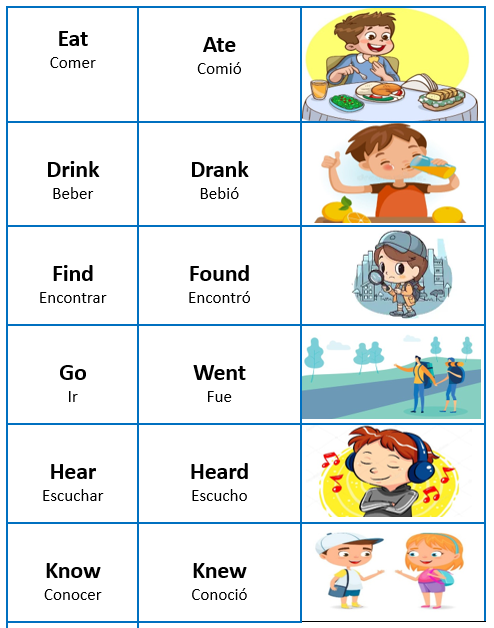 Eat
Comer
Ate
Comió
Drink
Beber
Drank
Bebió
Find
Encontrar
Found
Encontró
Go
Ir
Went
Fue
Hear
Escuchar
Heard
Escucho
Know
Conocer
Knew
Conoció